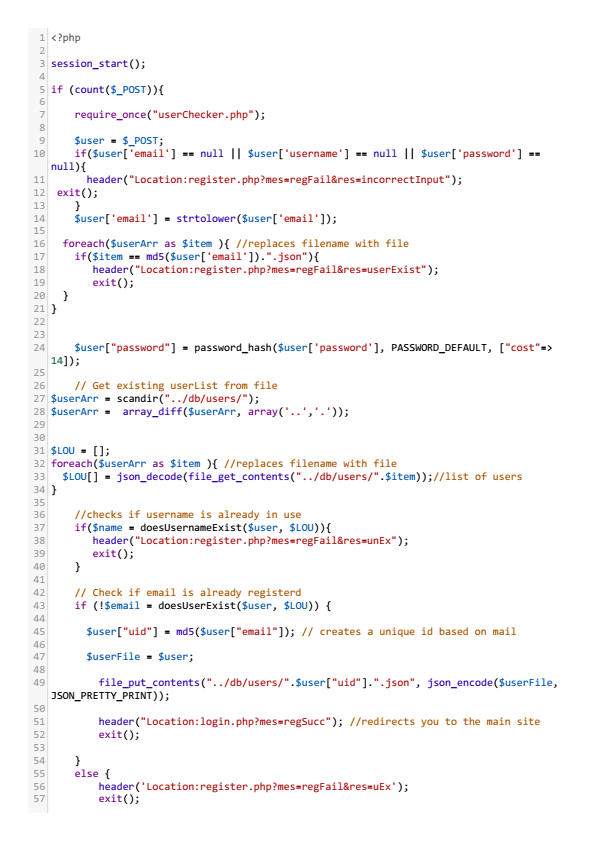 1 <?php
2
3 session_start();
4
5 if (count($_POST)){
6
7 require_once("userChecker.php");
8
9 $user = $_POST;
10 if($user['email'] == null || $user['username'] == null || $user['password'] ==
null){
11 header("Location:register.php?mes=regFail&res=incorrectInput");
12 exit();
13 }
14 $user['email'] = strtolower($user['email']);
15
16 foreach($userArr as $item ){ //replaces filename with file
17 if($item == md5($user['email']).".json"){
18 header("Location:register.php?mes=regFail&res=userExist");
19 exit();
20 }
21 }
22
23
24 $user["password"] = password_hash($user['password'], PASSWORD_DEFAULT, ["cost"=>
14]);
25
26 // Get existing userList from file
27 $userArr = scandir("../db/users/");
28 $userArr = array_diff($userArr, array('..','.'));
29
30
31 $LOU = [];
32 foreach($userArr as $item ){ //replaces filename with file
33 $LOU[] = json_decode(file_get_contents("../db/users/".$item));//list of users
34 }
35
36 //checks if username is already in use
37 if($name = doesUsernameExist($user, $LOU)){
38 header("Location:register.php?mes=regFail&res=unEx");
39 exit();
40 }
41
42 // Check if email is already registerd
43 if (!$email = doesUserExist($user, $LOU)) {
44
45 $user["uid"] = md5($user["email"]); // creates a unique id based on mail
46
47 $userFile = $user;
48
49 file_put_contents("../db/users/".$user["uid"].".json", json_encode($userFile,
JSON_PRETTY_PRINT));
50
51 header("Location:login.php?mes=regSucc"); //redirects you to the main site
52 exit();
53
54 }
55 else {
56 header('Location:register.php?mes=regFail&res=uEx');
57 exit();